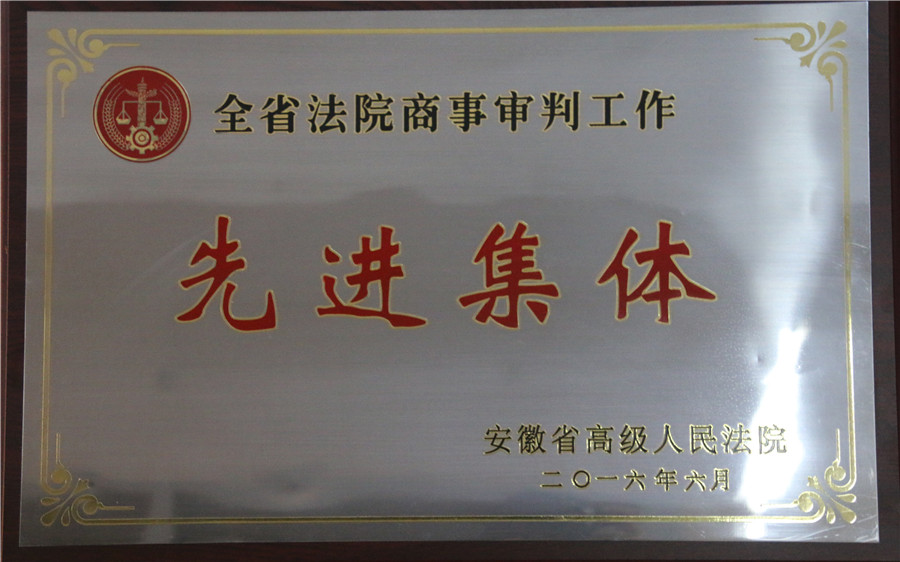 全省法院商事审判工作
先进集体
安徽省高级人民法院
二〇一六年六月